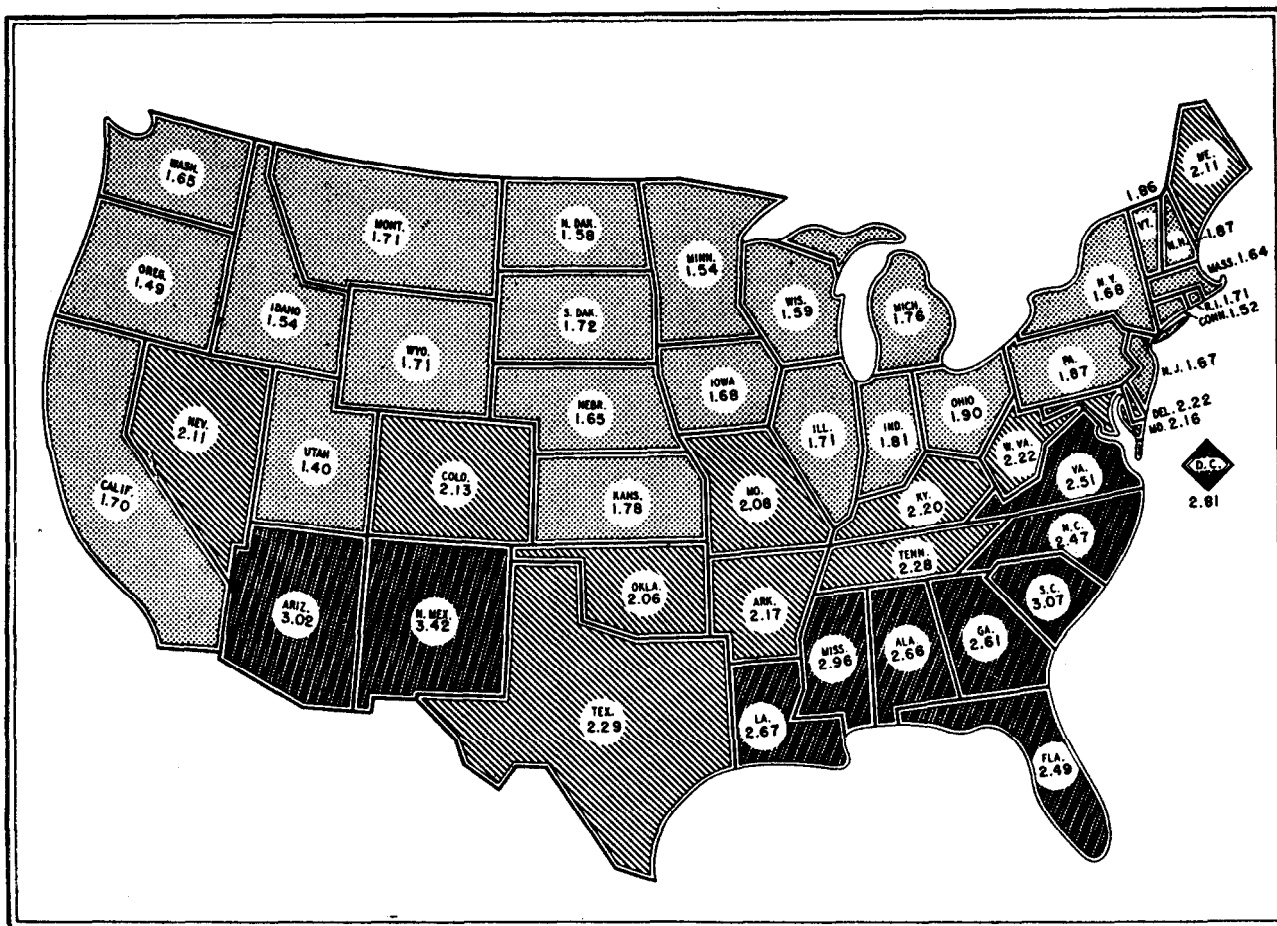 WASH.
1.65
OREG.
1.49
CALIF.
1.70
NEV.
2.11
IDAHO
1.54
MONT.
1.71
WYO.
1.71
UTAH
1.40
COLO.
2.13
ARIZ.
3.02
N. MEX.
3.42
N. DAK.
1.58
S. DAK.
1.72
NEBR.
1.65
KANS.
1.78
OKLA.
2.06
TEX.
2.29
MINN.
1.54
IOWA
1.68
MO.
2.08
ARK.
2.17
LA.
2.67
WIS.
1.59
ILL.
1.71
MICH.
1.76
IND.
1.81
OHIO
1.90
KY.
2.20
TENN.
2.28
MISS.
2.96
ALA.
2.66
GA.
2.61
FLA.
2.49
S.C.
3.07
N.C.
2.47
VA.
2.51
W. VA.
2.22
PA.
1.87
N.Y.
1.68
1.86
VT.
N.H.
1.87
ME.
2.11
MASS. 1.64
R.I. 1.71
CONN. 1.52
N.J. 1.67
DEL. 2.22
MD. 2.16
D.C.
2.81